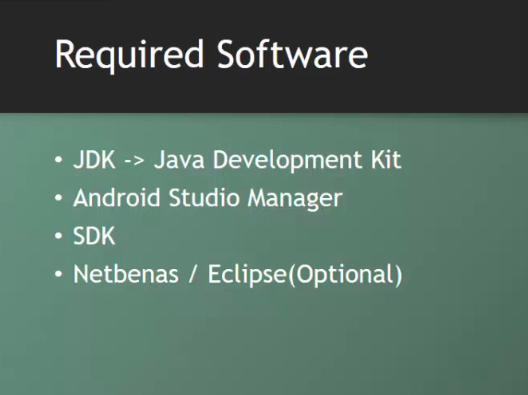 Required Software
• JDK -> Java Development Kit
• Android Studio Manager
• SDK
• Netbenas / Eclipse(Optional)